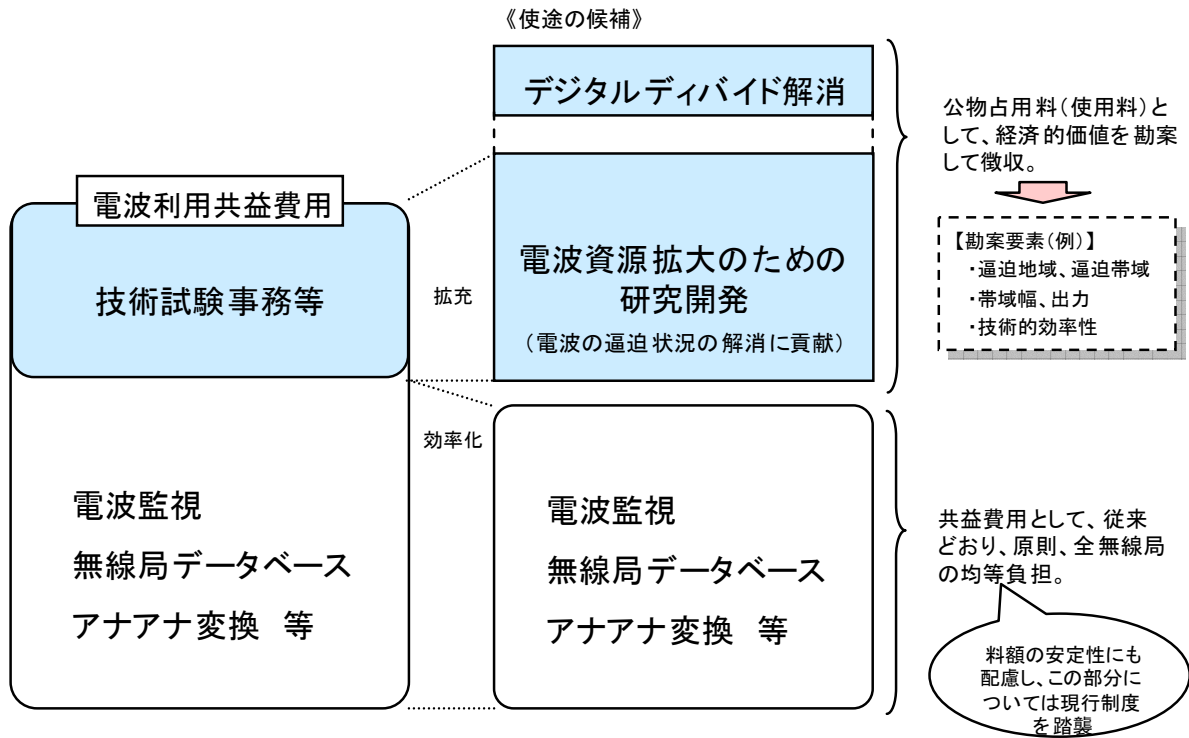 《使途の候補》
デジタルディバイド解消
公物占用料(使用料)と
して、経済的価値を勘案
して徴収。
電波利用共益費用
技術試験事務等
拡充
電波資源拡大のための
研究開発
(電波の逼迫状況の解消に貢献)
【勘案要素(例)】
・逼迫地域、逼迫帯域
・帯域幅、出力
・技術的効率性
効率化
電波監視
無線局データベース
アナアナ変換 等
電波監視
無線局データベース
アナアナ変換 等
共益費用として、従来
どおり、原則、全無線局
の均等負担。
料額の安定性にも
配慮し、この部分に
ついては現行制度
を踏襲